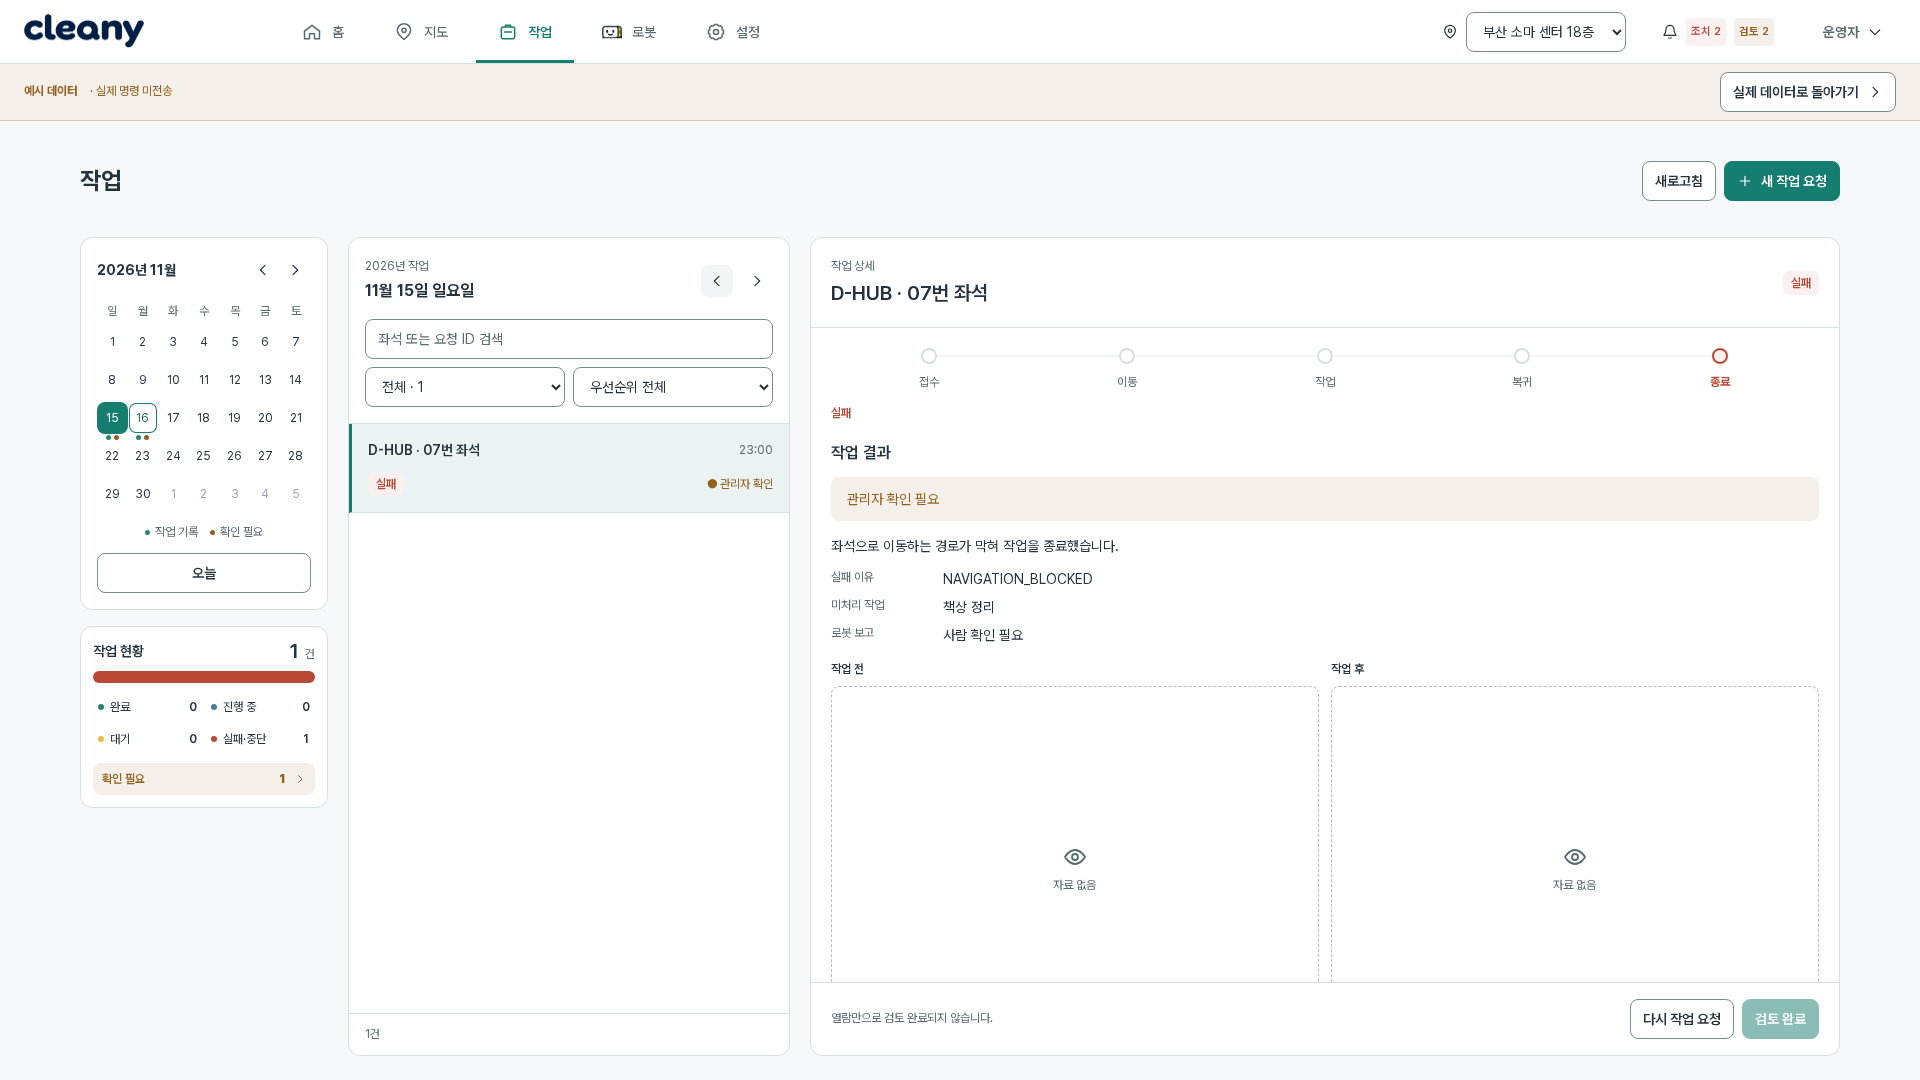 cleany
홈
지도
작업
로봇
설정
부산 소마 센터 18층
조치 2
검토 2
운영자
예시 데이터 · 실제 명령 미전송
실제 데이터로 돌아가기
작업
새로고침
새 작업 요청
2026년 11월
일 월 화 수 목 금 토
1 2 3 4 5 6 7
8 9 10 11 12 13 14
15 16 17 18 19 20 21
22 23 24 25 26 27 28
29 30 1 2 3 4 5
작업 기록 확인 필요
오늘
작업 현황 1 건
완료 0 진행 중 0
대기 0 실패·중단 1
확인 필요 1
2026년 작업
11월 15일 일요일
좌석 또는 요청 ID 검색
전체 · 1
우선순위 전체
D-HUB · 07번 좌석 23:00
실패 관리자 확인
1건
작업 상세
D-HUB · 07번 좌석
실패
접수 이동 작업 복귀 종료
실패
작업 결과
관리자 확인 필요
좌석으로 이동하는 경로가 막혀 작업을 종료했습니다.
실패 이유 NAVIGATION_BLOCKED
미처리 작업 책상 정리
로봇 보고 사람 확인 필요
작업 전 작업 후
자료 없음 자료 없음
열람만으로 검토 완료되지 않습니다.
다시 작업 요청
검토 완료